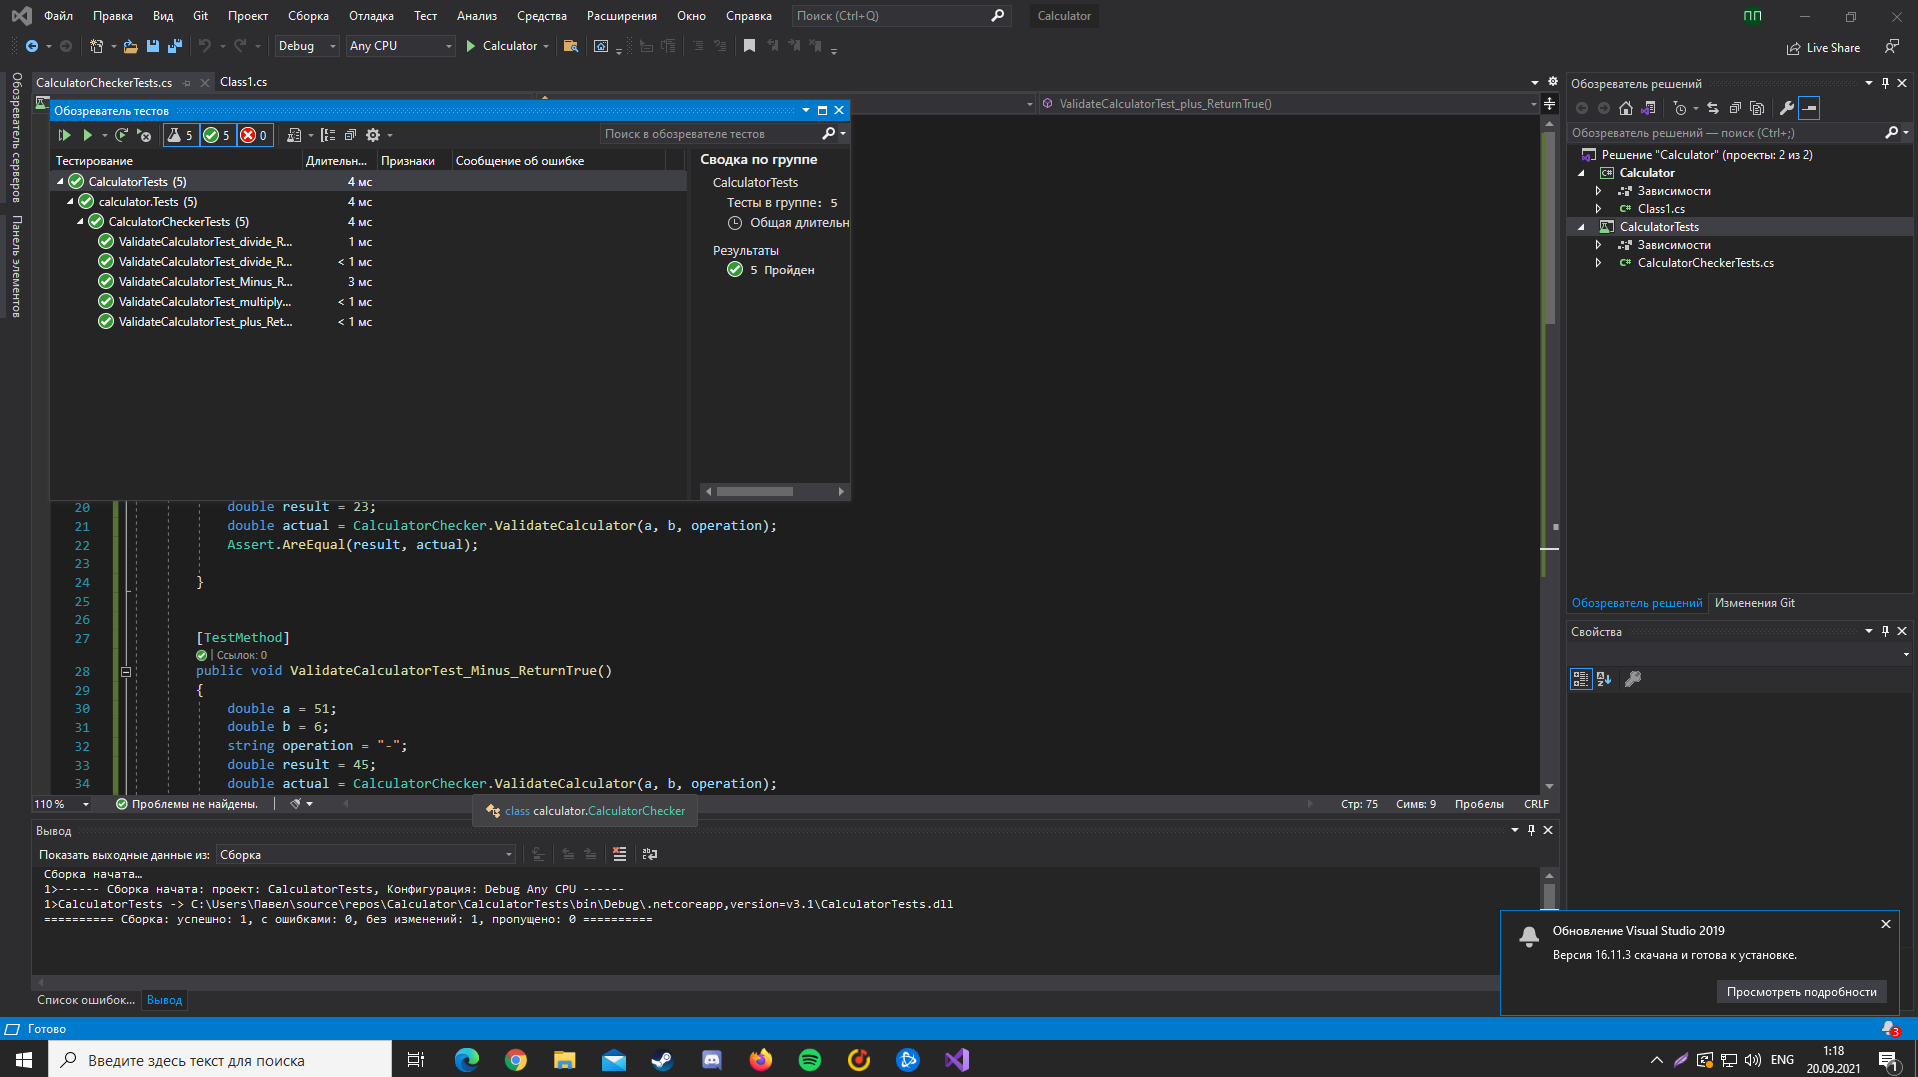 Файл Правка Вид Git Проект Сборка Отладка Тест Анализ Средства Расширения Окно Справка Поиск (Ctrl+Q) Calculator ПП
Debug Any CPU Calculator Live Share
Обозреватель серверов
Панель элементов
CalculatorCheckerTests.cs Class1.cs
ValidateCalculatorTest_plus_ReturnTrue()
Обозреватель тестов
5 5 0 Поиск в обозревателе тестов
Тестирование Длительн... Признаки Сообщение об ошибке
CalculatorTests (5) 4 мс
calculator.Tests (5) 4 мс
CalculatorCheckerTests (5) 4 мс
ValidateCalculatorTest_divide_R... 1 мс
ValidateCalculatorTest_divide_R... < 1 мс
ValidateCalculatorTest_Minus_R... 3 мс
ValidateCalculatorTest_multiply... < 1 мс
ValidateCalculatorTest_plus_Ret... < 1 мс
Сводка по группе
CalculatorTests
Тесты в группе: 5
Общая длительн
Результаты
5 Пройден
20 double result = 23;
21 double actual = CalculatorChecker.ValidateCalculator(a, b, operation);
22 Assert.AreEqual(result, actual);
23
24 }
25
26
27 [TestMethod]
Ссылок: 0
28 public void ValidateCalculatorTest_Minus_ReturnTrue()
29 {
30 double a = 51;
31 double b = 6;
32 string operation = "-";
33 double result = 45;
34 double actual = CalculatorChecker.ValidateCalculator(a, b, operation);
110 % Проблемы не найдены. Стр: 75 Симв: 9 Пробелы CRLF
class calculator.CalculatorChecker
Вывод
Показать выходные данные из: Сборка
Сборка начата…
1>------ Сборка начата: проект: CalculatorTests, Конфигурация: Debug Any CPU ------
1>CalculatorTests -> C:\Users\Павел\source\repos\Calculator\CalculatorTests\bin\Debug\.netcoreapp,version=v3.1\CalculatorTests.dll
========== Сборка: успешно: 1, с ошибками: 0, без изменений: 1, пропущено: 0 ==========
Список ошибок... Вывод
Обозреватель решений
Обозреватель решений — поиск (Ctrl+;)
Решение "Calculator" (проекты: 2 из 2)
Calculator
Зависимости
C# Class1.cs
CalculatorTests
Зависимости
C# CalculatorCheckerTests.cs
Обозреватель решений Изменения Git
Свойства
Обновление Visual Studio 2019
Версия 16.11.3 скачана и готова к установке.
Просмотреть подробности
Готово 3
Введите здесь текст для поиска ENG 1:18
20.09.2021 1